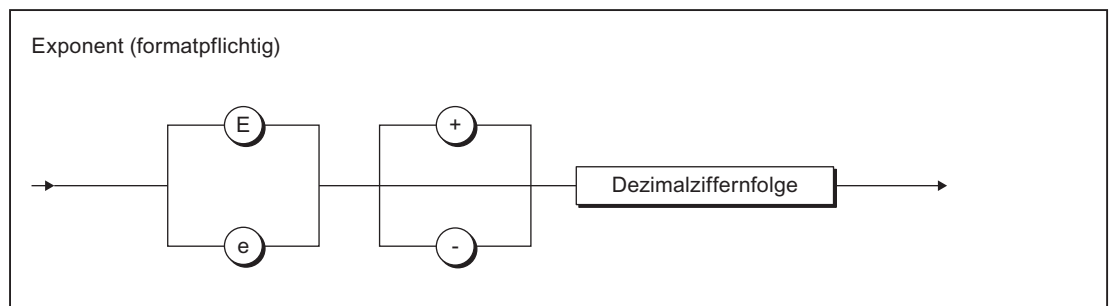 Exponent (formatpflichtig)
E
+
Dezimalziffernfolge
e
-